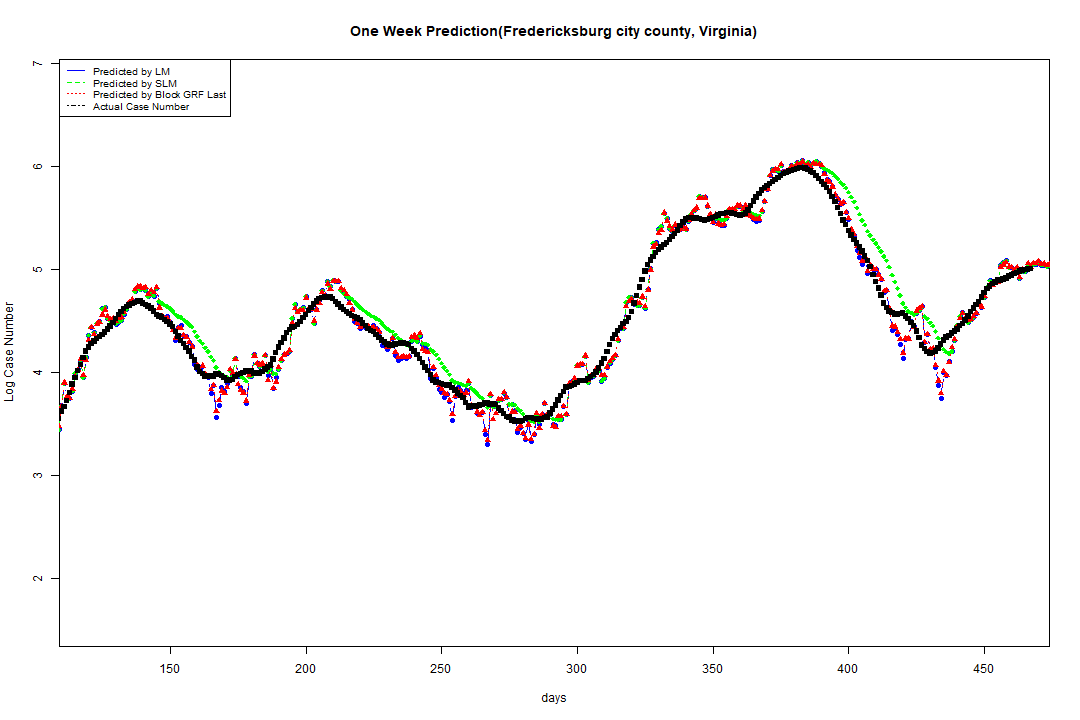 One Week Prediction(Fredericksburg city county, Virginia)
Predicted by LM
Predicted by SLM
Predicted by Block GRF Last
Actual Case Number
7
6
5
4
3
2
Log Case Number
150 200 250 300 350 400 450
days